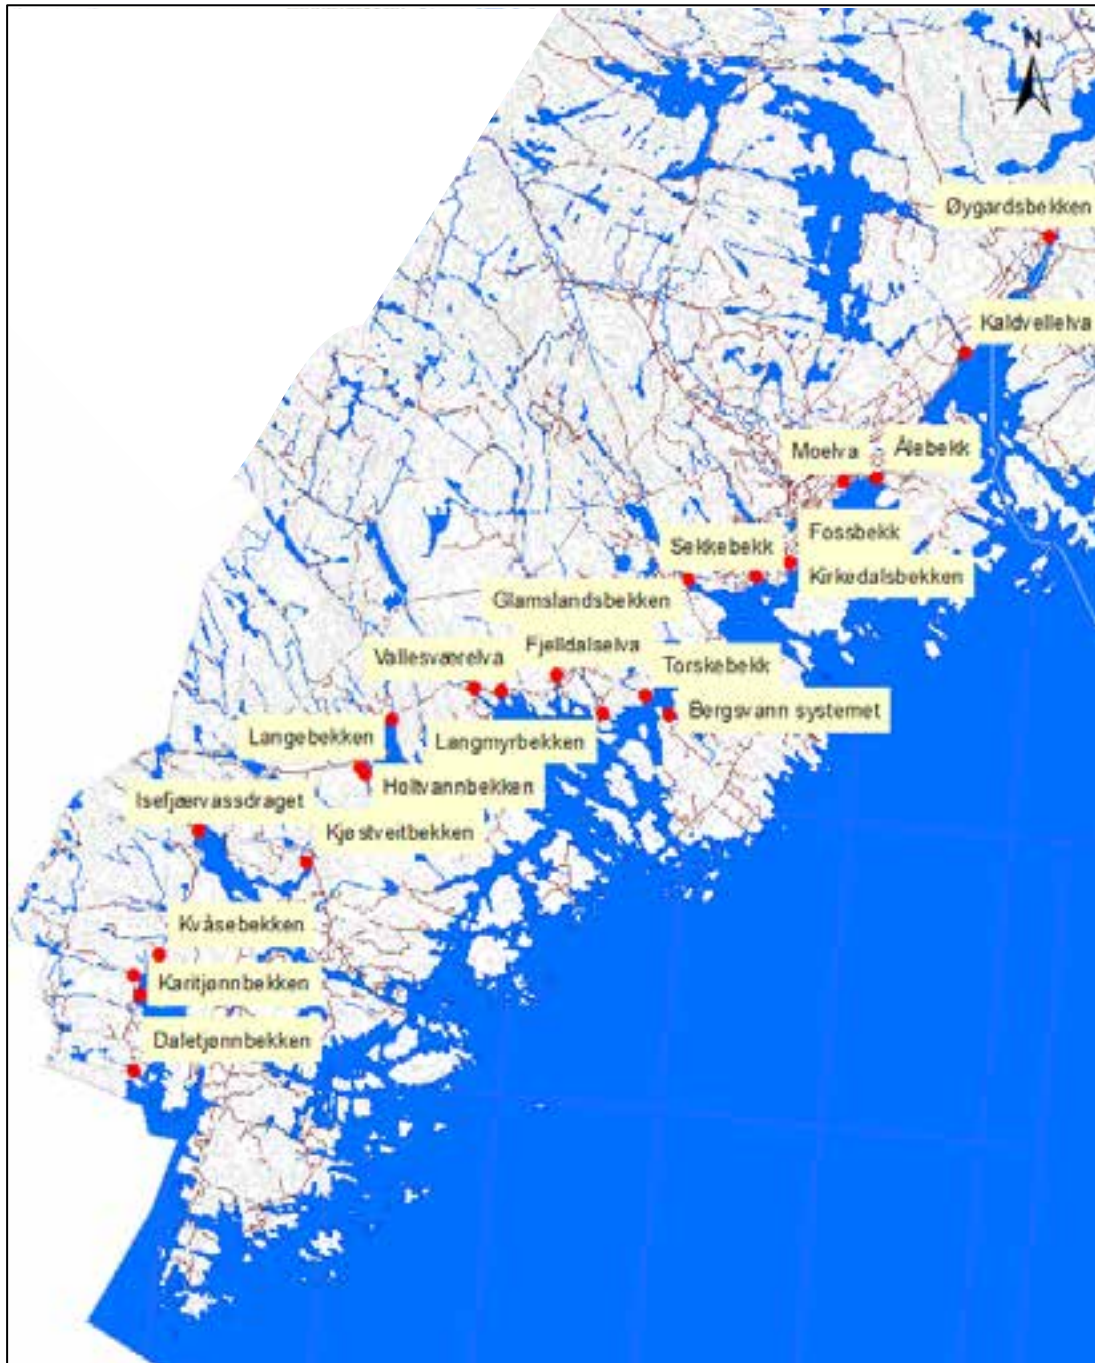 N
Øygardsbekken
Kaldvellelva
Moelva
Ålebekk
Fossbekk
Sekkebekk
Kirkedalsbekken
Glamslandsbekken
Fjelldalselva
Vallesværelva
Torskebekk
Bergsvann systemet
Langebekken
Langmyrbekken
Holtvannbekken
Isefjærvassdraget
Kjøstveitbekken
Kvåsebekken
Karitjønnbekken
Daletjønnbekken